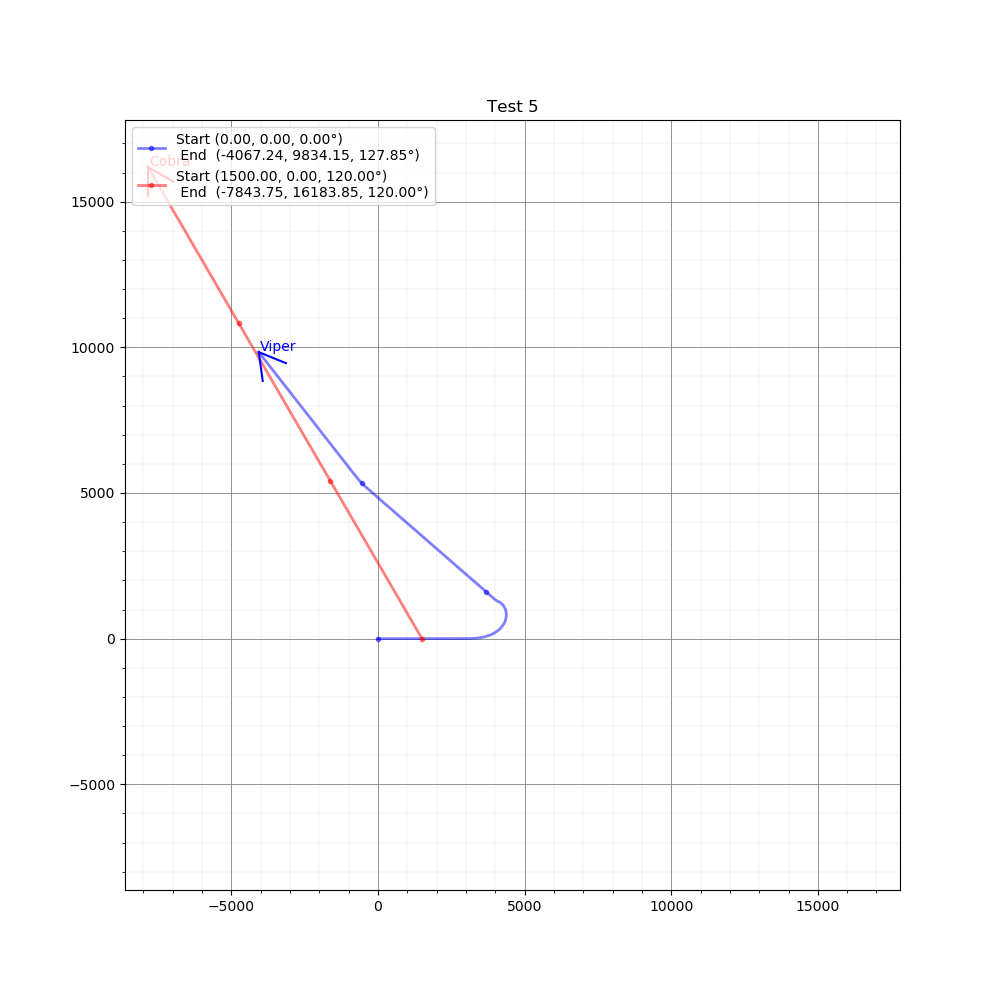 Test 5
Start (0.00, 0.00, 0.00°)
End  (-4067.24, 9834.15, 127.85°)
Cobra
Start (1500.00, 0.00, 120.00°)
End  (-7843.75, 16183.85, 120.00°)
15000
10000
Viper
5000
0
−5000
−5000
0
5000
10000
15000